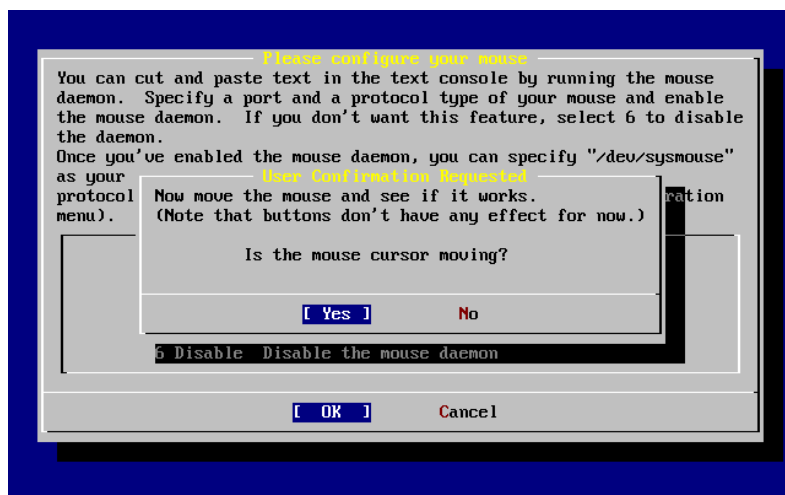 Please configure your mouse
You can cut and paste text in the text console by running the mouse
daemon.  Specify a port and a protocol type of your mouse and enable
the mouse daemon.  If you don't want this feature, select 6 to disable
the daemon.
Once you've enabled the mouse daemon, you can specify "/dev/sysmouse"
as your
protocol ration
menu).
User Confirmation Requested
Now move the mouse and see if it works.
(Note that buttons don't have any effect for now.)
Is the mouse cursor moving?
[ Yes ] No
6 Disable  Disable the mouse daemon
[ OK ] Cancel